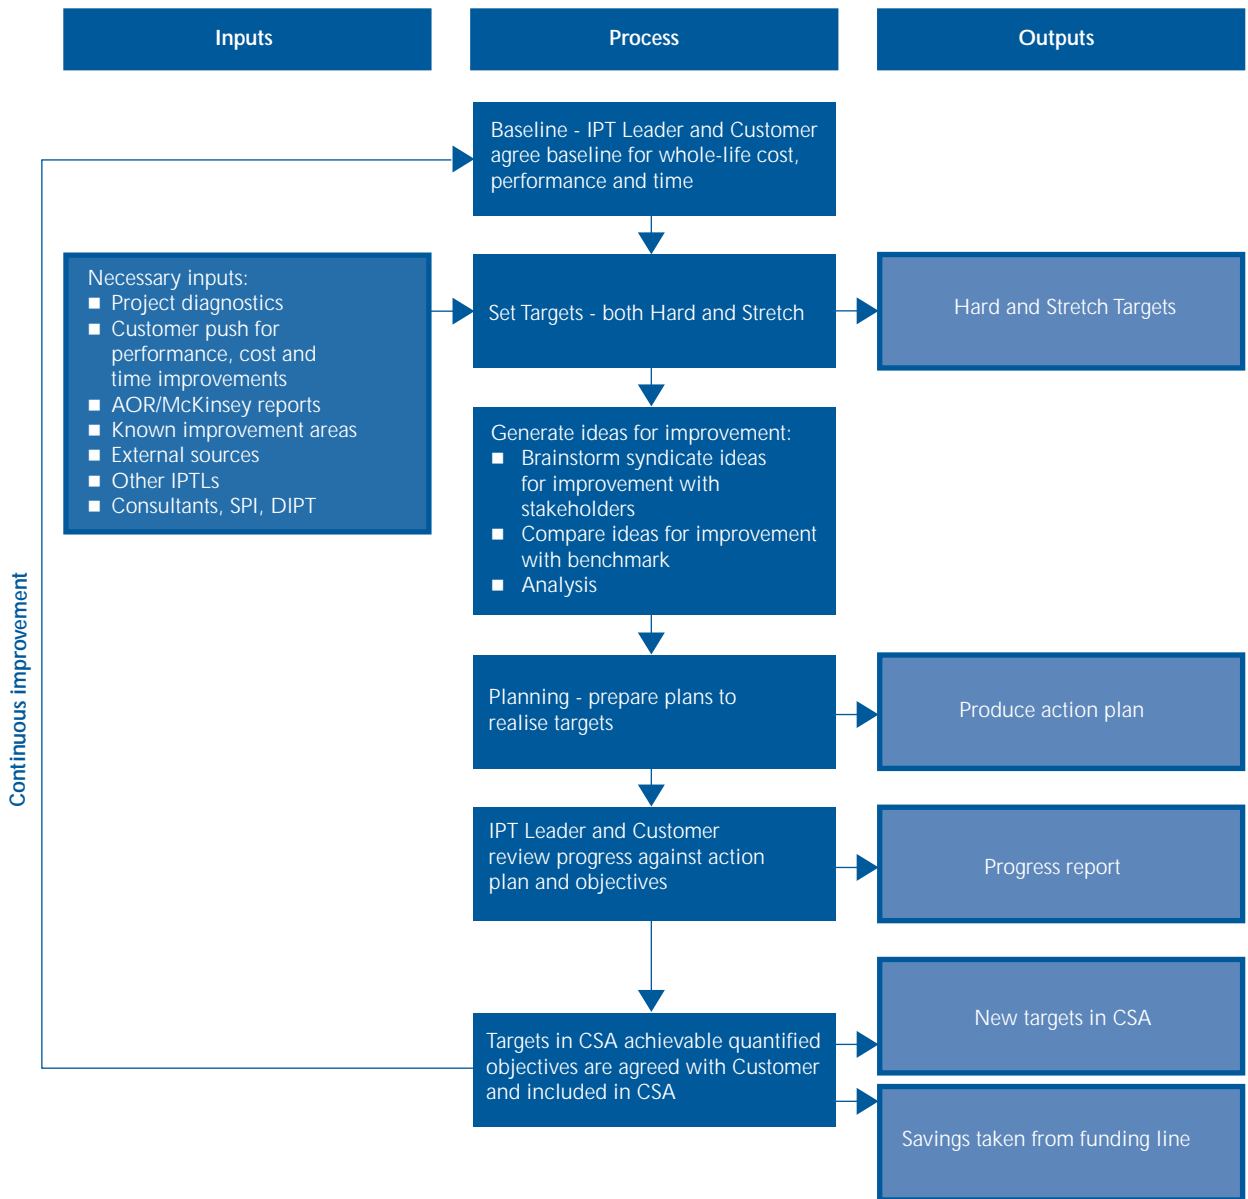 Inputs
Process
Outputs
Baseline - IPT Leader and Customer
agree baseline for whole-life cost,
performance and time
Necessary inputs:
■ Project diagnostics
■ Customer push for
performance, cost and
time improvements
■ AOR/McKinsey reports
■ Known improvement areas
■ External sources
■ Other IPTLs
■ Consultants, SPI, DIPT
Set Targets - both Hard and Stretch
Hard and Stretch Targets
Generate ideas for improvement:
■ Brainstorm syndicate ideas
for improvement with
stakeholders
■ Compare ideas for improvement
with benchmark
■ Analysis
Continuous improvement
Planning - prepare plans to
realise targets
Produce action plan
IPT Leader and Customer
review progress against action
plan and objectives
Progress report
Targets in CSA achievable quantified
objectives are agreed with Customer
and included in CSA
New targets in CSA
Savings taken from funding line